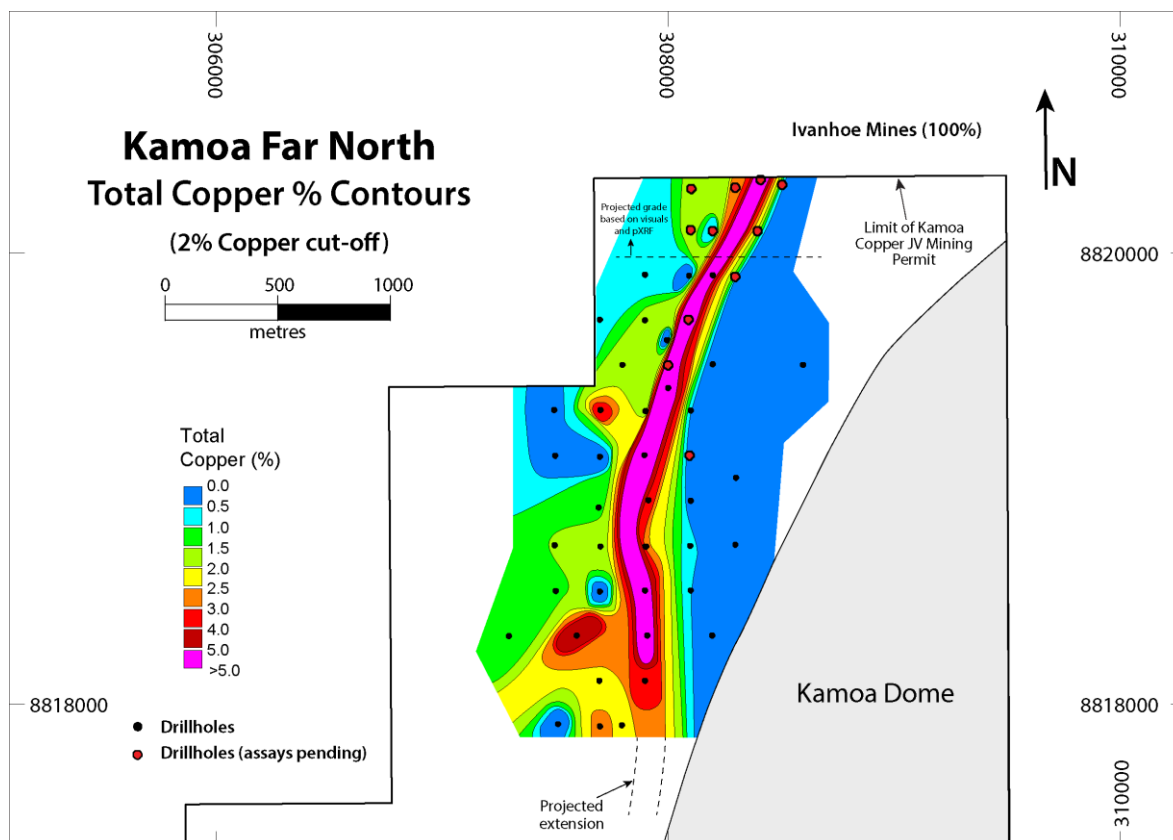 3060000
3080000
310000
Kamoa Far North
Total Copper % Contours
(2% Copper cut-off)
0
500
1000
metres
Ivanhoe Mines (100%)
N
Projected grade
based on visuals
and pXRF
Limit of Kamoa
Copper JV Mining
Permit
8820000
Total
Copper (%)
0.0
0.5
1.0
1.5
2.0
2.5
3.0
4.0
5.0
>5.0
8818000
8818000
Kamoa Dome
Drillholes
Drillholes (assays pending)
Projected
extension
310000